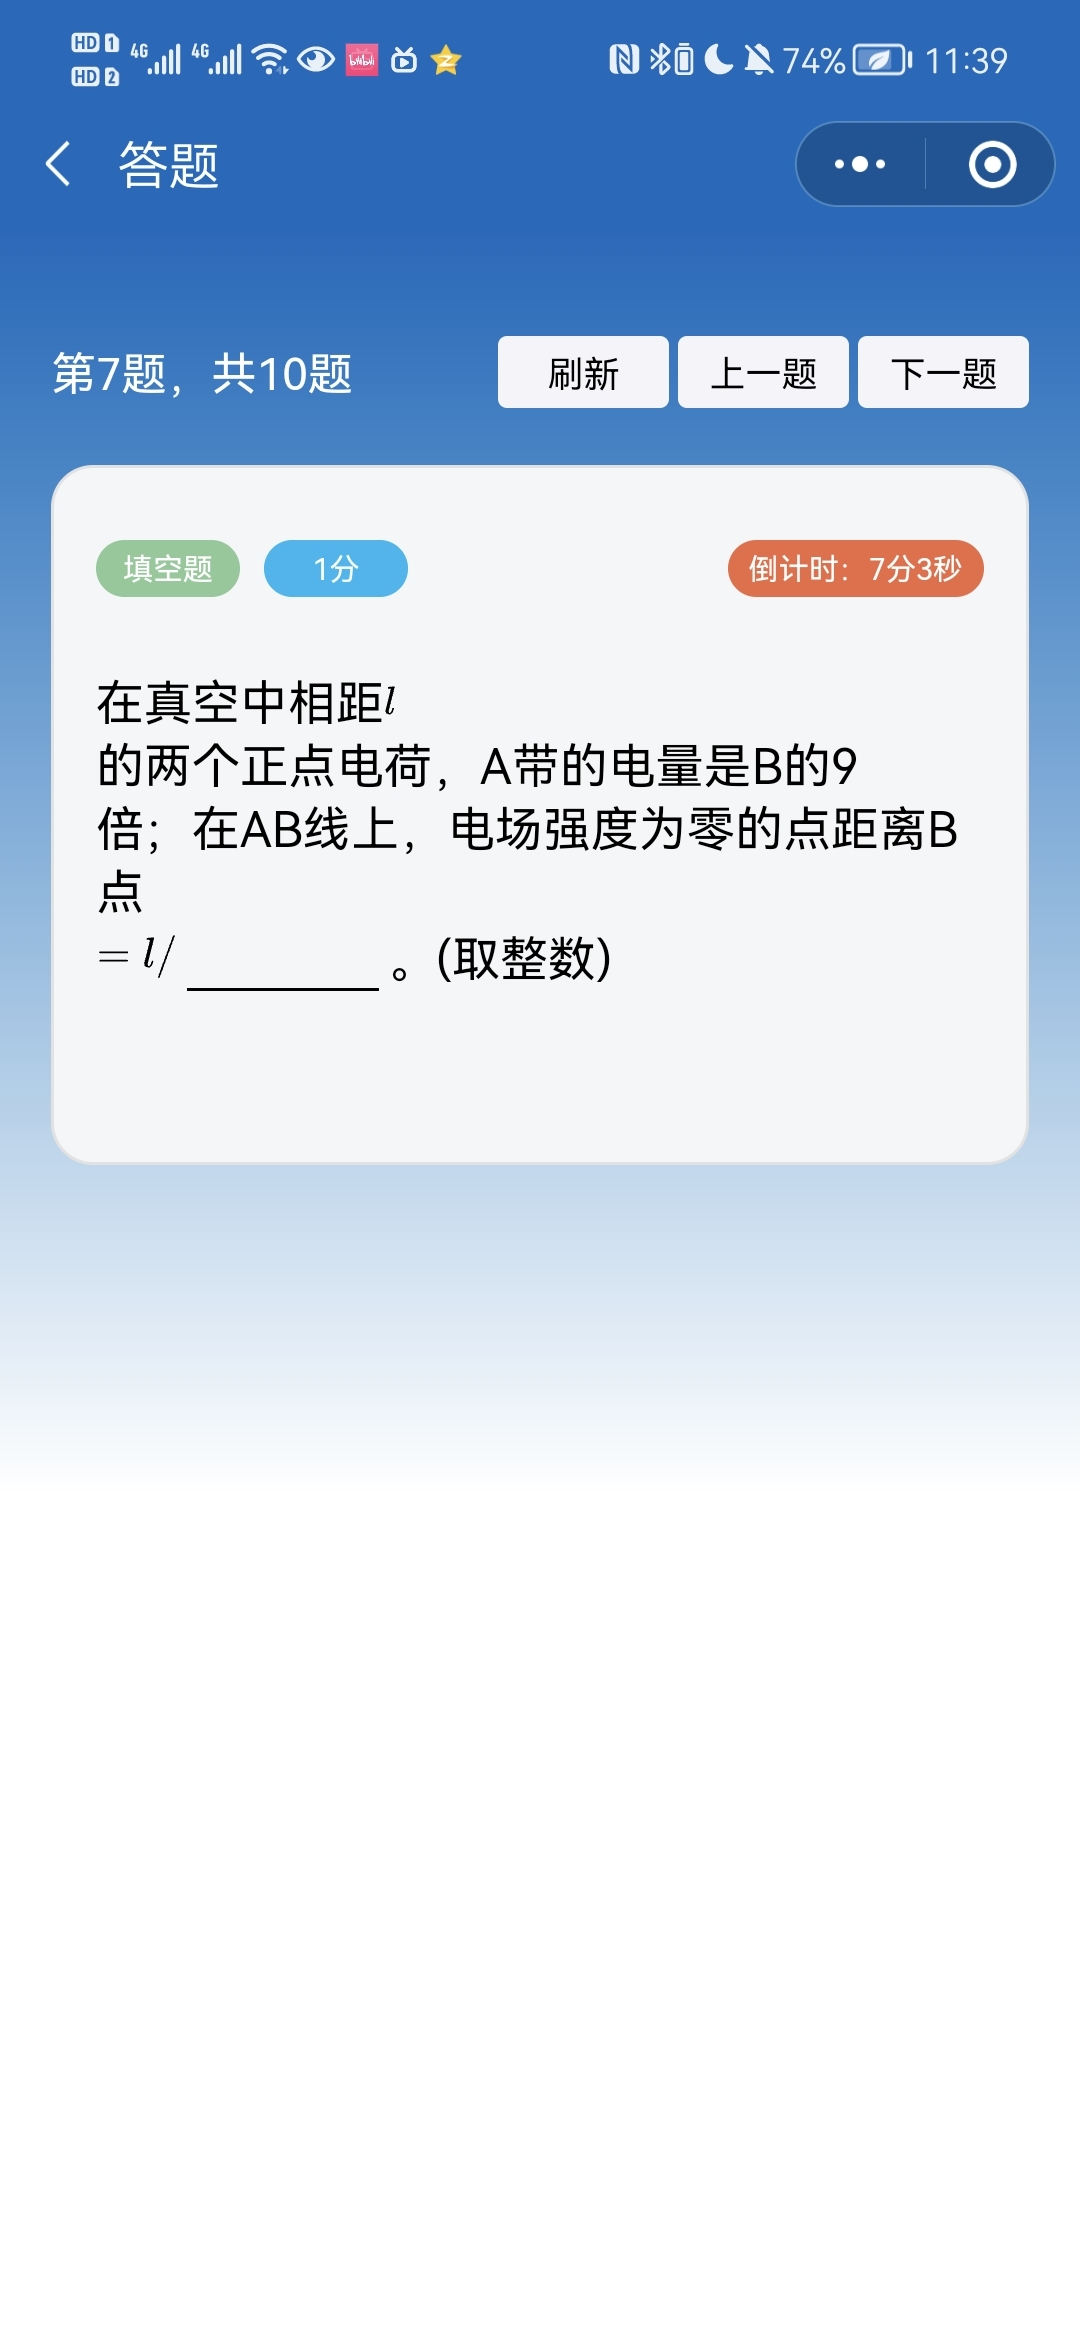 HD 1 4G 4G 74% 11:39
HD 2
bilibili
答题
第7题，共10题 刷新 上一题 下一题
填空题 1分 倒计时：7分3秒
在真空中相距l
的两个正点电荷，A带的电量是B的9
倍；在AB线上，电场强度为零的点距离B
点
= l/ ________ 。(取整数)